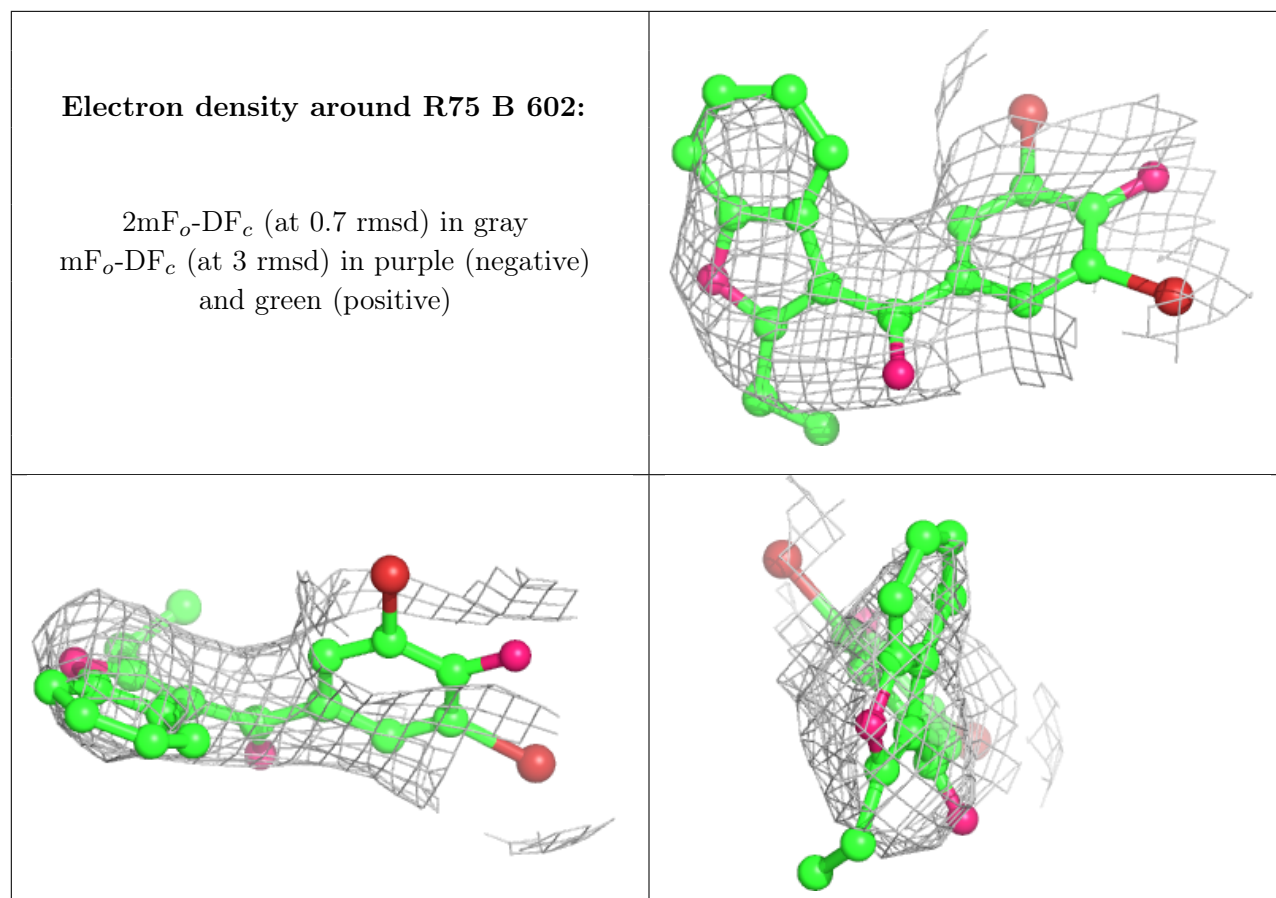 Electron density around R75 B 602:
2mFo-DFc (at 0.7 rmsd) in gray
mFo-DFc (at 3 rmsd) in purple (negative)
and green (positive)